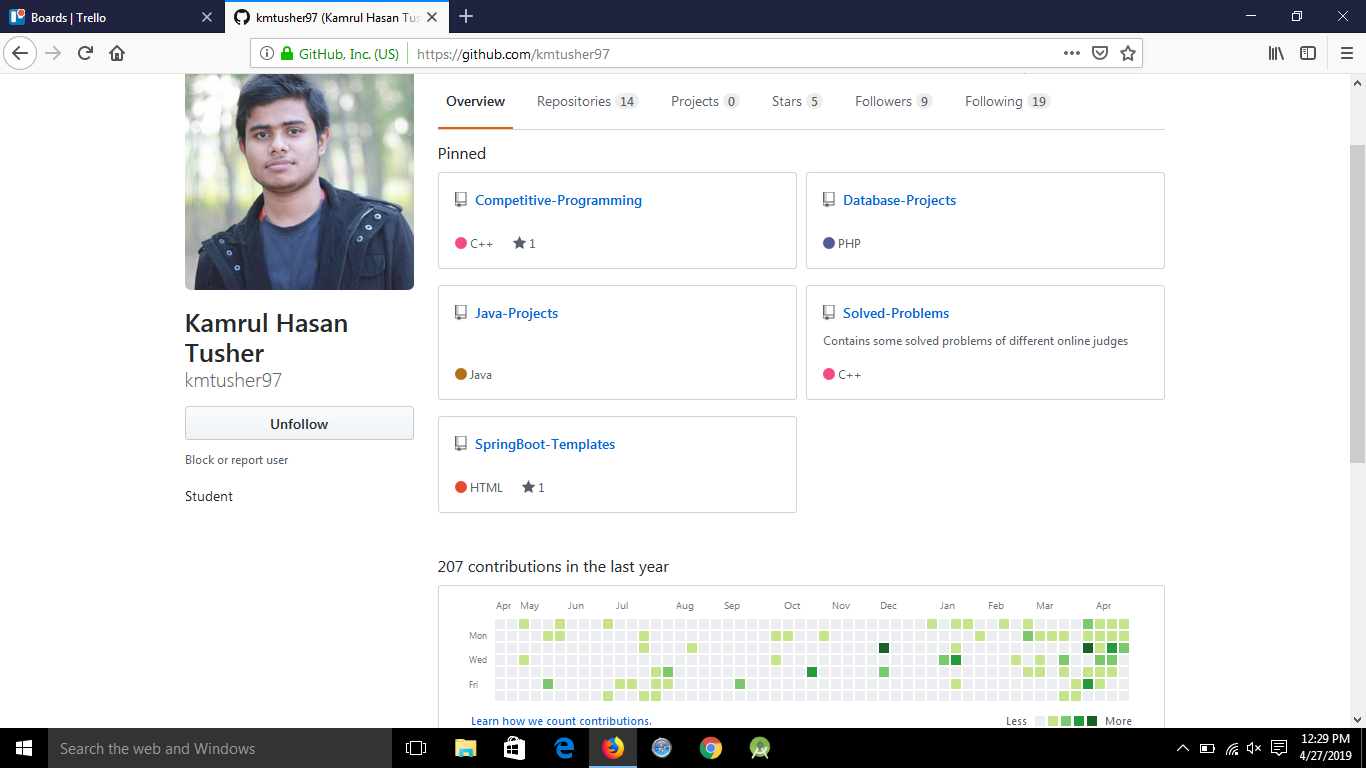 Boards | Trello
kmtusher97 (Kamrul Hasan Tus
GitHub, Inc. (US)
https://github.com/kmtusher97
Overview
Repositories 14
Projects 0
Stars 5
Followers 9
Following 19
Pinned
Competitive-Programming
C++ 1
Database-Projects
PHP
Java-Projects
Java
Solved-Problems
Contains some solved problems of different online judges
C++
SpringBoot-Templates
HTML 1
Kamrul Hasan
Tusher
kmtusher97
Unfollow
Block or report user
Student
207 contributions in the last year
Apr May Jun Jul Aug Sep Oct Nov Dec Jan Feb Mar Apr
Mon
Wed
Fri
Learn how we count contributions.
Less More
Search the web and Windows
12:29 PM
4/27/2019